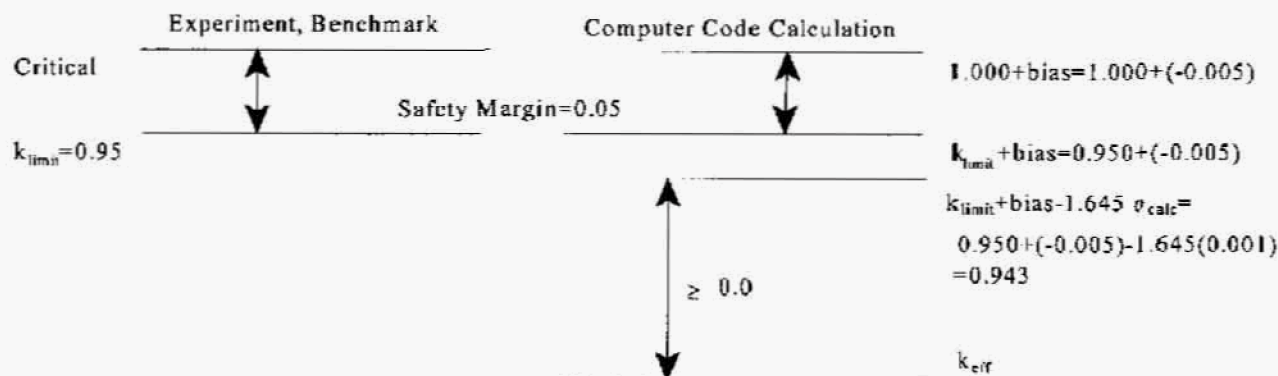 Experiment, Benchmark
Computer Code Calculation
Critical
1.000+bias=1.000+(-0.005)
Safety Margin=0.05
k_limit=0.95
k_limit+bias=0.950+(-0.005)
k_limit+bias-1.645 σ_calc=
0.950+(-0.005)-1.645(0.001)
=0.943
≥ 0.0
k_eff